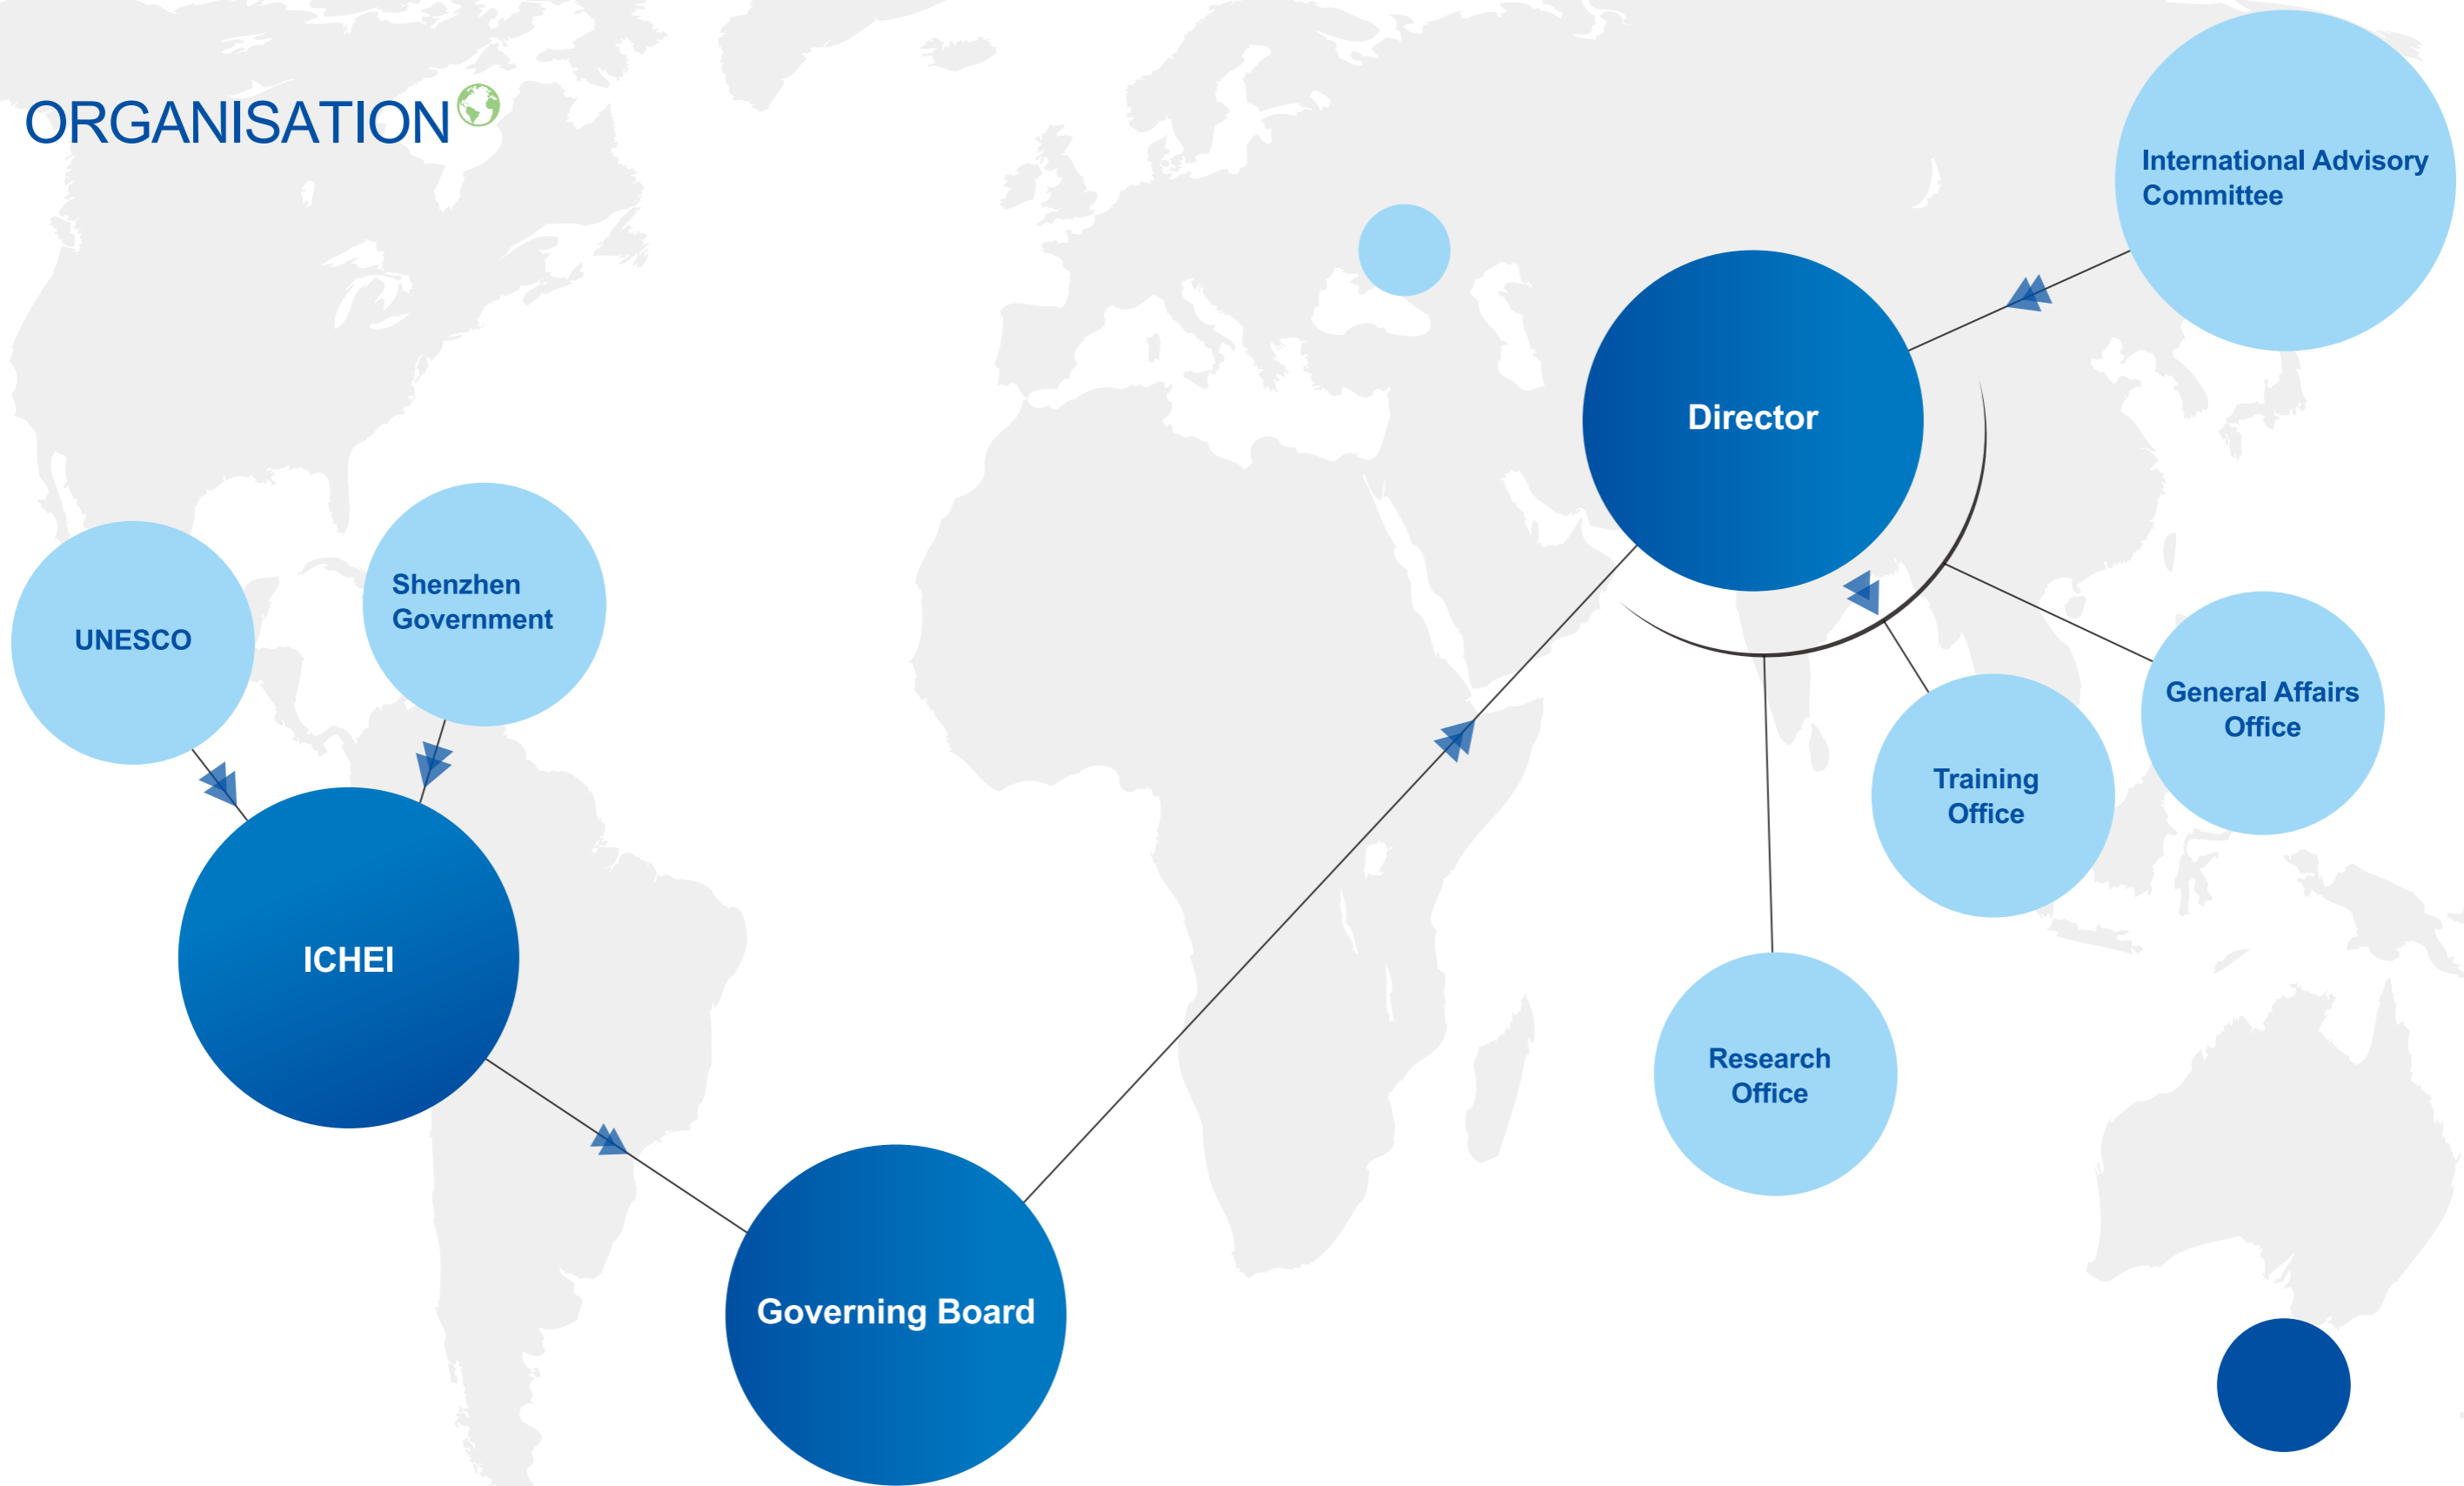 ORGANISATION
International Advisory
Committee
Director
Shenzhen
Government
UNESCO
General Affairs
Office
Training
Office
ICHEI
Research
Office
Governing Board